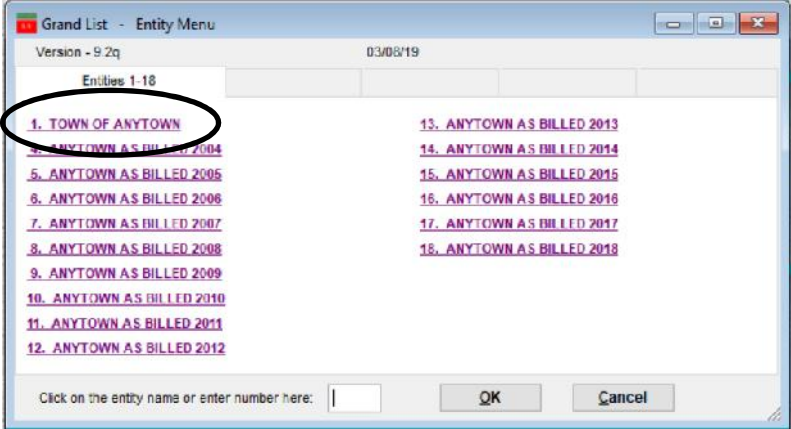 Grand List - Entity Menu
Version - 9.2q 03/08/19
Entities 1-18
1. TOWN OF ANYTOWN
4. ANYTOWN AS BILLED 2004
5. ANYTOWN AS BILLED 2005
6. ANYTOWN AS BILLED 2006
7. ANYTOWN AS BILLED 2007
8. ANYTOWN AS BILLED 2008
9. ANYTOWN AS BILLED 2009
10. ANYTOWN AS BILLED 2010
11. ANYTOWN AS BILLED 2011
12. ANYTOWN AS BILLED 2012
13. ANYTOWN AS BILLED 2013
14. ANYTOWN AS BILLED 2014
15. ANYTOWN AS BILLED 2015
16. ANYTOWN AS BILLED 2016
17. ANYTOWN AS BILLED 2017
18. ANYTOWN AS BILLED 2018
Click on the entity name or enter number here: OK Cancel